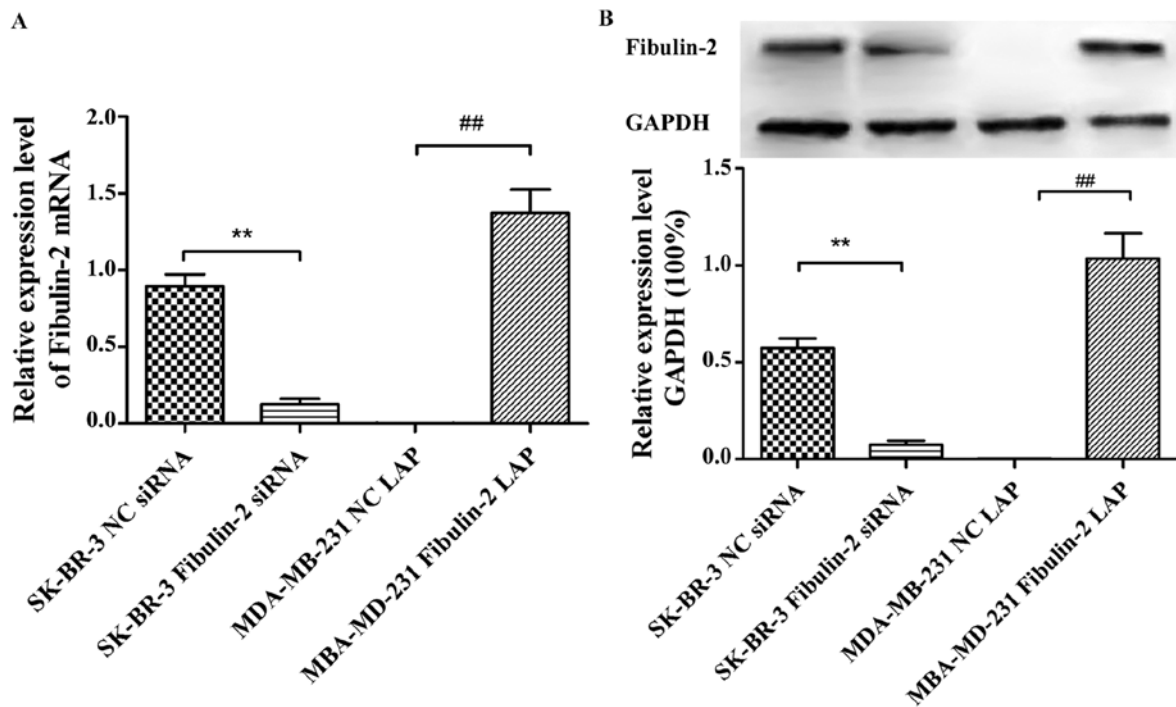 A
Relative expression level
of Fibulin-2 mRNA
2.0
1.5
1.0
0.5
0.0
**
##
SK-BR-3 NC siRNA
SK-BR-3 Fibulin-2 siRNA
MDA-MB-231 NC LAP
MBA-MD-231 Fibulin-2 LAP
B
Fibulin-2
GAPDH
Relative expression level
GAPDH (100%)
1.5
1.0
0.5
0.0
**
##
SK-BR-3 NC siRNA
SK-BR-3 Fibulin-2 siRNA
MDA-MB-231 NC LAP
MBA-MD-231 Fibulin-2 LAP